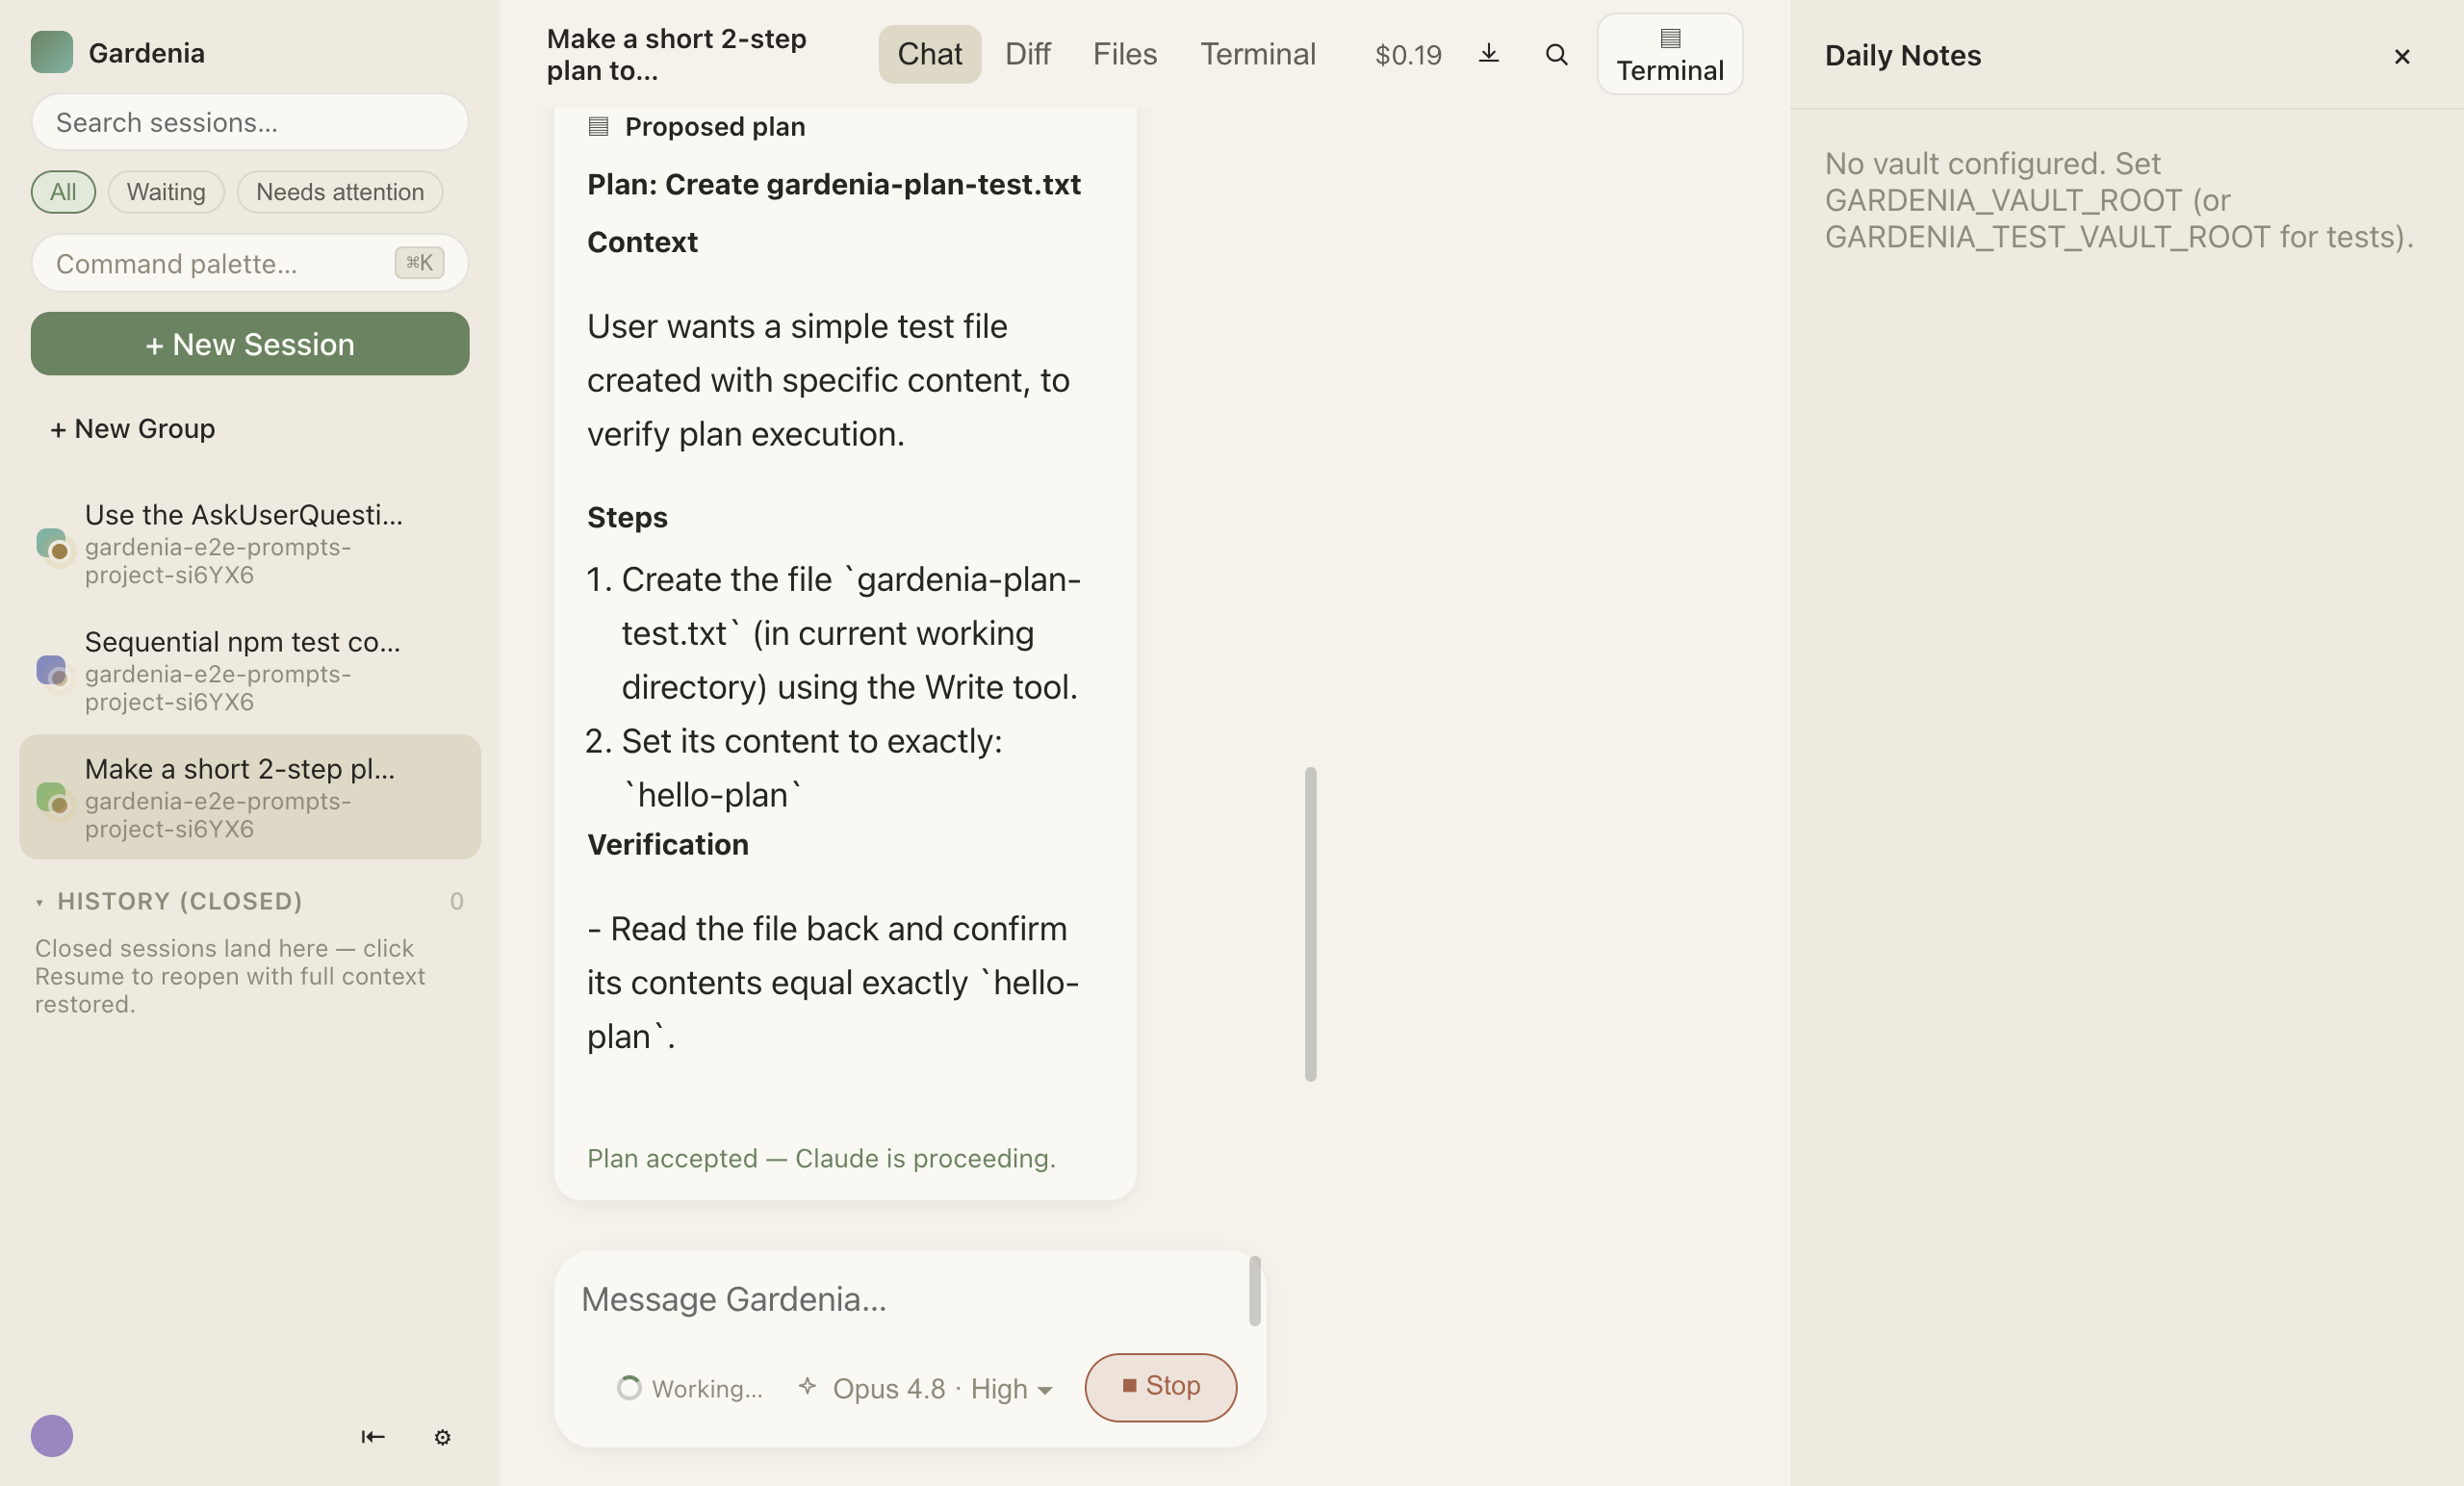 Gardenia
Search sessions...
All
Waiting
Needs attention
Command palette...
⌘K
+ New Session
+ New Group
Use the AskUserQuesti...
gardenia-e2e-prompts-
project-si6YX6
Sequential npm test co...
gardenia-e2e-prompts-
project-si6YX6
Make a short 2-step pl...
gardenia-e2e-prompts-
project-si6YX6
HISTORY (CLOSED)
0
Closed sessions land here — click
Resume to reopen with full context
restored.
Make a short 2-step
plan to...
Chat
Diff
Files
Terminal
$0.19
Terminal
Proposed plan
Plan: Create gardenia-plan-test.txt
Context
User wants a simple test file
created with specific content, to
verify plan execution.
Steps
1. Create the file `gardenia-plan-
test.txt` (in current working
directory) using the Write tool.
2. Set its content to exactly:
`hello-plan`
Verification
- Read the file back and confirm
its contents equal exactly `hello-
plan`.
Plan accepted — Claude is proceeding.
Message Gardenia...
Working...
Opus 4.8 · High
Stop
Daily Notes
No vault configured. Set
GARDENIA_VAULT_ROOT (or
GARDENIA_TEST_VAULT_ROOT for tests).